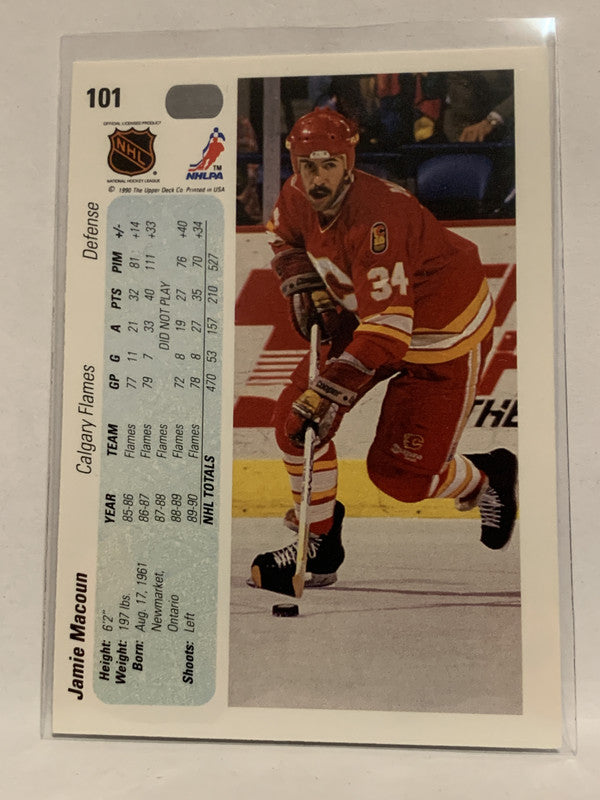 101
OFFICIAL LICENSED PRODUCT
NHL
NATIONAL HOCKEY LEAGUE
TM
NHLPA
© 1990 The Upper Deck Co. Printed in USA
Jamie Macoun Calgary Flames Defense
Height: 6'2"
Weight: 197 lbs.
Born: Aug. 17, 1961
Newmarket,
Ontario
Shoots: Left
YEAR TEAM GP G A PTS PIM +/-
85-86 Flames 77 11 21 32 81 +14
86-87 Flames 79 7 33 40 111 +33
87-88 DID NOT PLAY
88-89 Flames 72 8 19 27 76 +40
89-90 Flames 78 8 27 35 70 +34
NHL TOTALS 470 53 157 210 527
34
THE